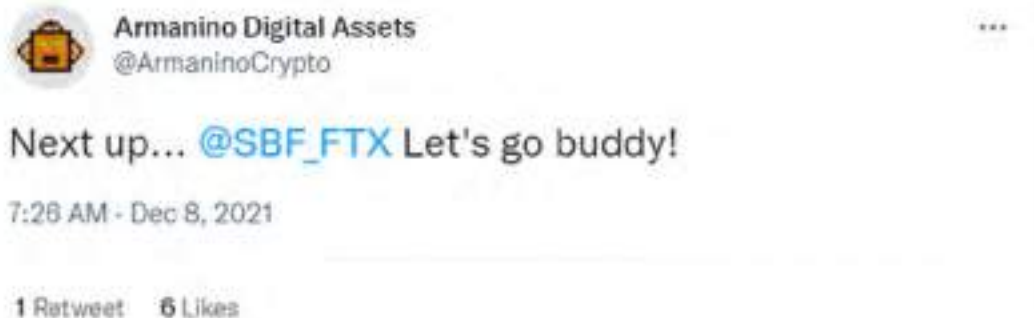 Armanino Digital Assets
@ArmaninoCrypto
Next up... @SBF_FTX Let's go buddy!
7:26 AM - Dec 8, 2021
1 Retweet 6 Likes